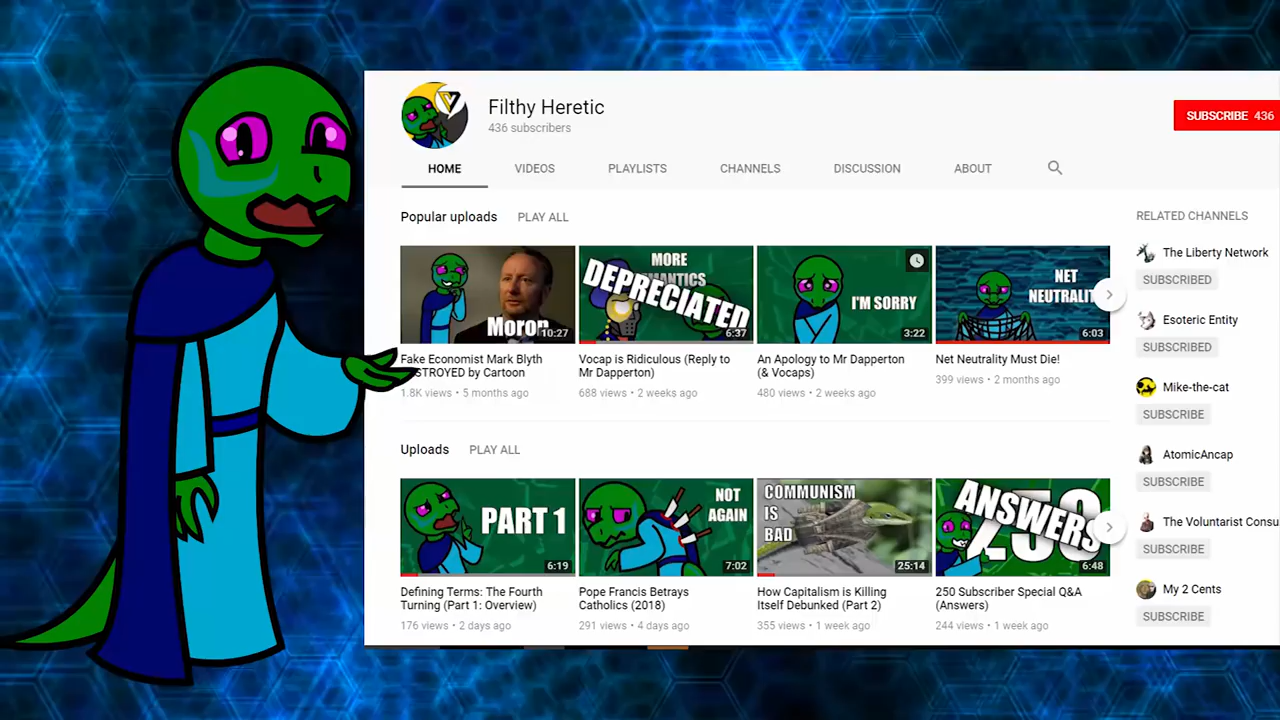 Filthy Heretic
436 subscribers
SUBSCRIBE 436
HOME VIDEOS PLAYLISTS CHANNELS DISCUSSION ABOUT
Popular uploads PLAY ALL
Moron
10:27
MORE
DEPRECIATED
6:37
I'M SORRY
3:22
NET
NEUTRALIT
6:03
Fake Economist Mark Blyth
STROYED by Cartoon
1.8K views • 5 months ago
Vocap is Ridiculous (Reply to
Mr Dapperton)
688 views • 2 weeks ago
An Apology to Mr Dapperton
(& Vocaps)
480 views • 2 weeks ago
Net Neutrality Must Die!
399 views • 2 months ago
Uploads PLAY ALL
PART 1
6:19
NOT
AGAIN
7:02
COMMUNISM
IS
BAD
25:14
ANSWERS
250
6:48
Defining Terms: The Fourth
Turning (Part 1: Overview)
176 views • 2 days ago
Pope Francis Betrays
Catholics (2018)
291 views • 4 days ago
How Capitalism is Killing
Itself Debunked (Part 2)
355 views • 1 week ago
250 Subscriber Special Q&A
(Answers)
244 views • 1 week ago
RELATED CHANNELS
The Liberty Network
SUBSCRIBED
Esoteric Entity
SUBSCRIBED
Mike-the-cat
SUBSCRIBE
AtomicAncap
SUBSCRIBE
The Voluntarist Consu
SUBSCRIBE
My 2 Cents
SUBSCRIBE